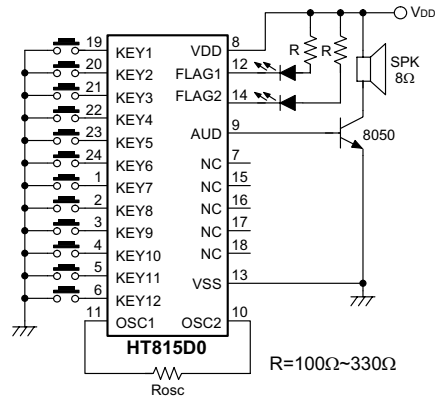 VDD
R
R
SPK
8Ω
8050
19 KEY1
20 KEY2
21 KEY3
22 KEY4
23 KEY5
24 KEY6
1 KEY7
2 KEY8
3 KEY9
4 KEY10
5 KEY11
6 KEY12
11 OSC1
VDD 8
FLAG1 12
FLAG2 14
AUD 9
NC 7
NC 15
NC 16
NC 17
NC 18
VSS 13
OSC2 10
HT815D0
Rosc
R=100Ω~330Ω